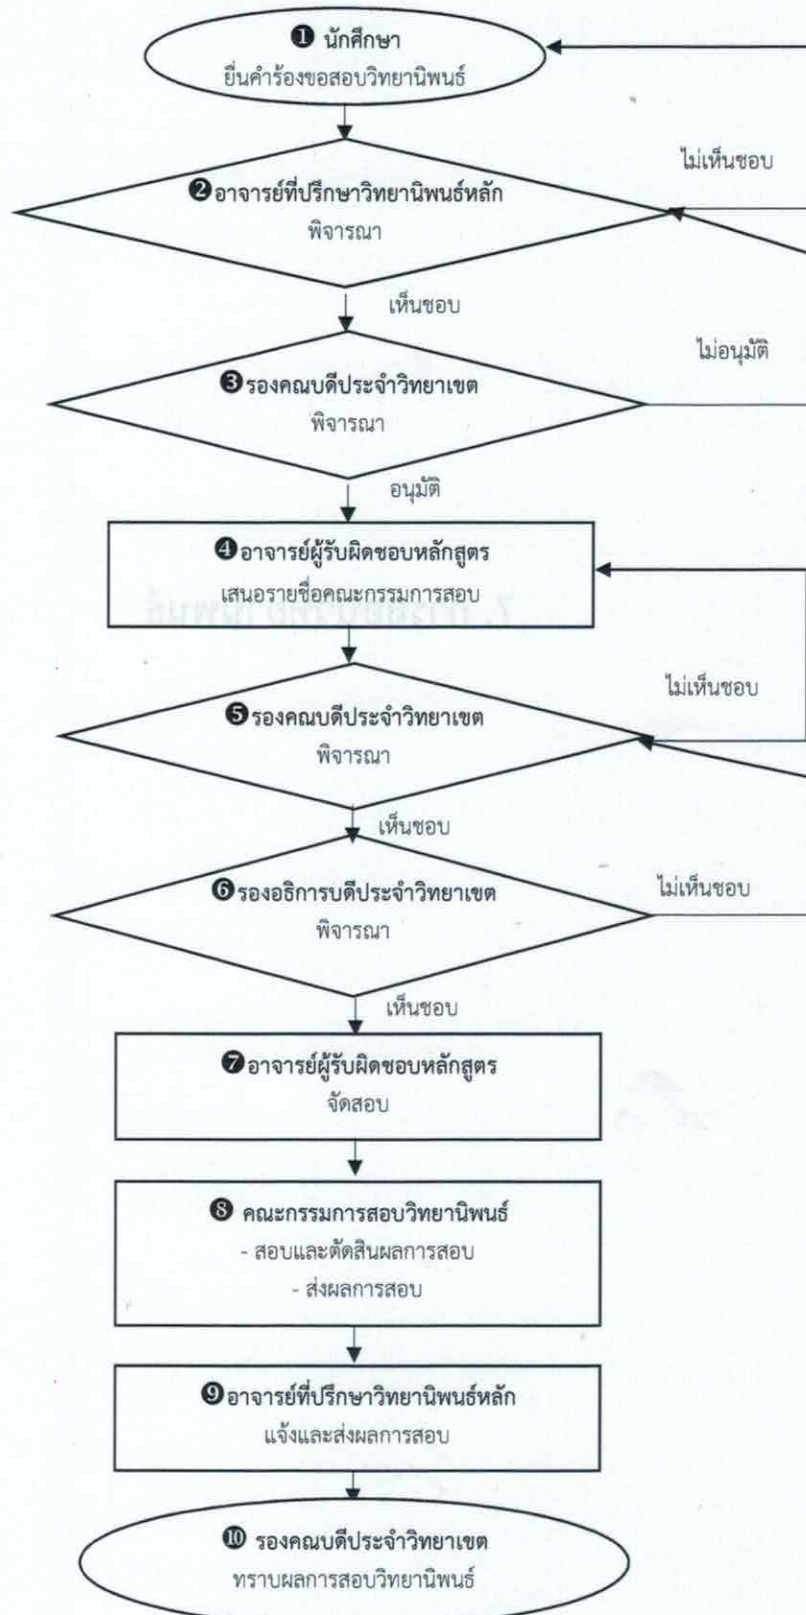 ❶ นักศึกษา
ยื่นคำร้องขอสอบวิทยานิพนธ์
ไม่เห็นชอบ
❷อาจารย์ที่ปรึกษาวิทยานิพนธ์หลัก
พิจารณา
เห็นชอบ
ไม่อนุมัติ
❸รองคณบดีประจำวิทยาเขต
พิจารณา
อนุมัติ
❹อาจารย์ผู้รับผิดชอบหลักสูตร
เสนอรายชื่อคณะกรรมการสอบ
7. การสอบวิทยานิพนธ์
ไม่เห็นชอบ
❺รองคณบดีประจำวิทยาเขต
พิจารณา
เห็นชอบ
ไม่เห็นชอบ
❻รองอธิการบดีประจำวิทยาเขต
พิจารณา
เห็นชอบ
❼อาจารย์ผู้รับผิดชอบหลักสูตร
จัดสอบ
❽ คณะกรรมการสอบวิทยานิพนธ์
- สอบและตัดสินผลการสอบ
- ส่งผลการสอบ
❾อาจารย์ที่ปรึกษาวิทยานิพนธ์หลัก
แจ้งและส่งผลการสอบ
❿ รองคณบดีประจำวิทยาเขต
ทราบผลการสอบวิทยานิพนธ์